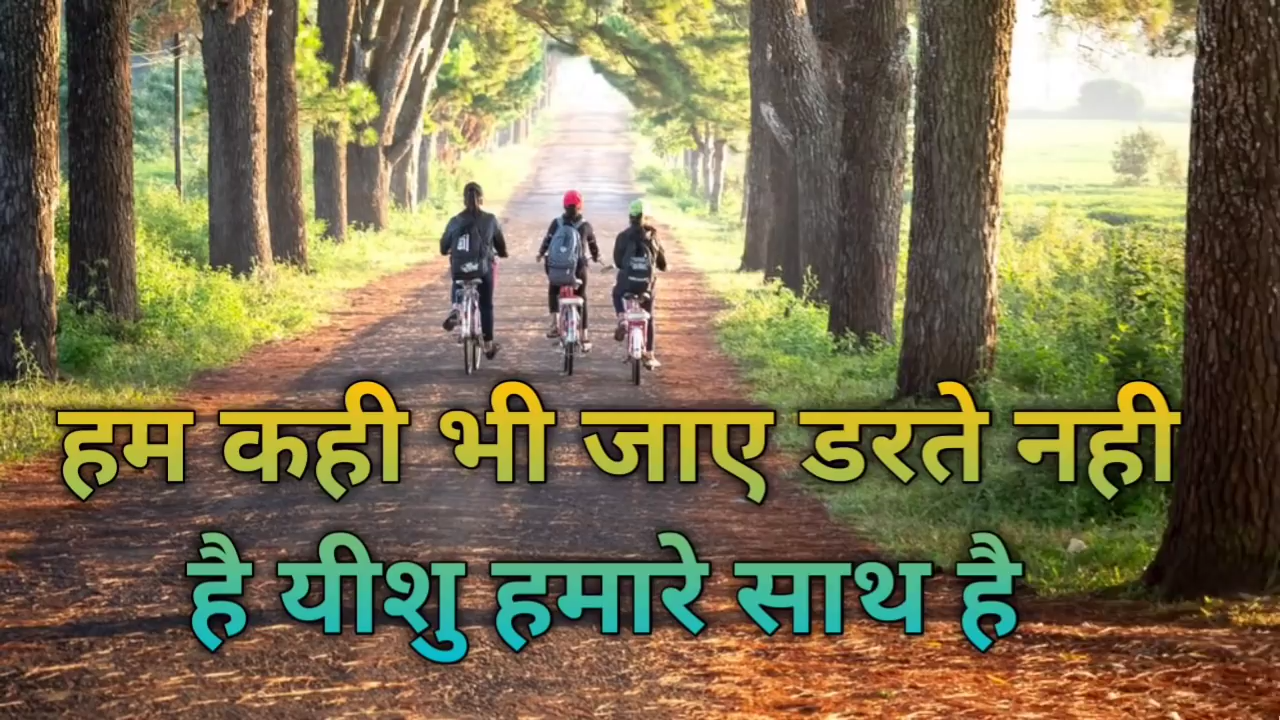 हम कही भी जाए डरते नही
है यीशु हमारे साथ है